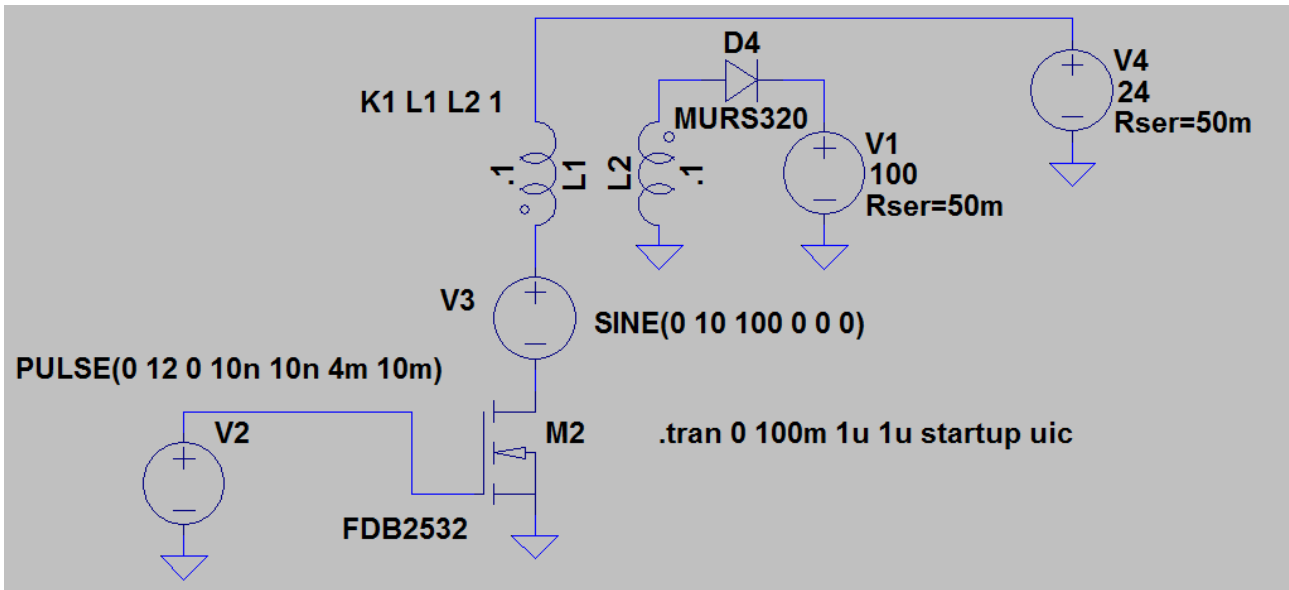 D4
V4
24
Rser=50m
K1 L1 L2 1
MURS320
V1
100
Rser=50m
.1
L1
L2
.1
V3
SINE(0 10 100 0 0 0)
PULSE(0 12 0 10n 10n 4m 10m)
V2
M2
.tran 0 100m 1u 1u startup uic
FDB2532